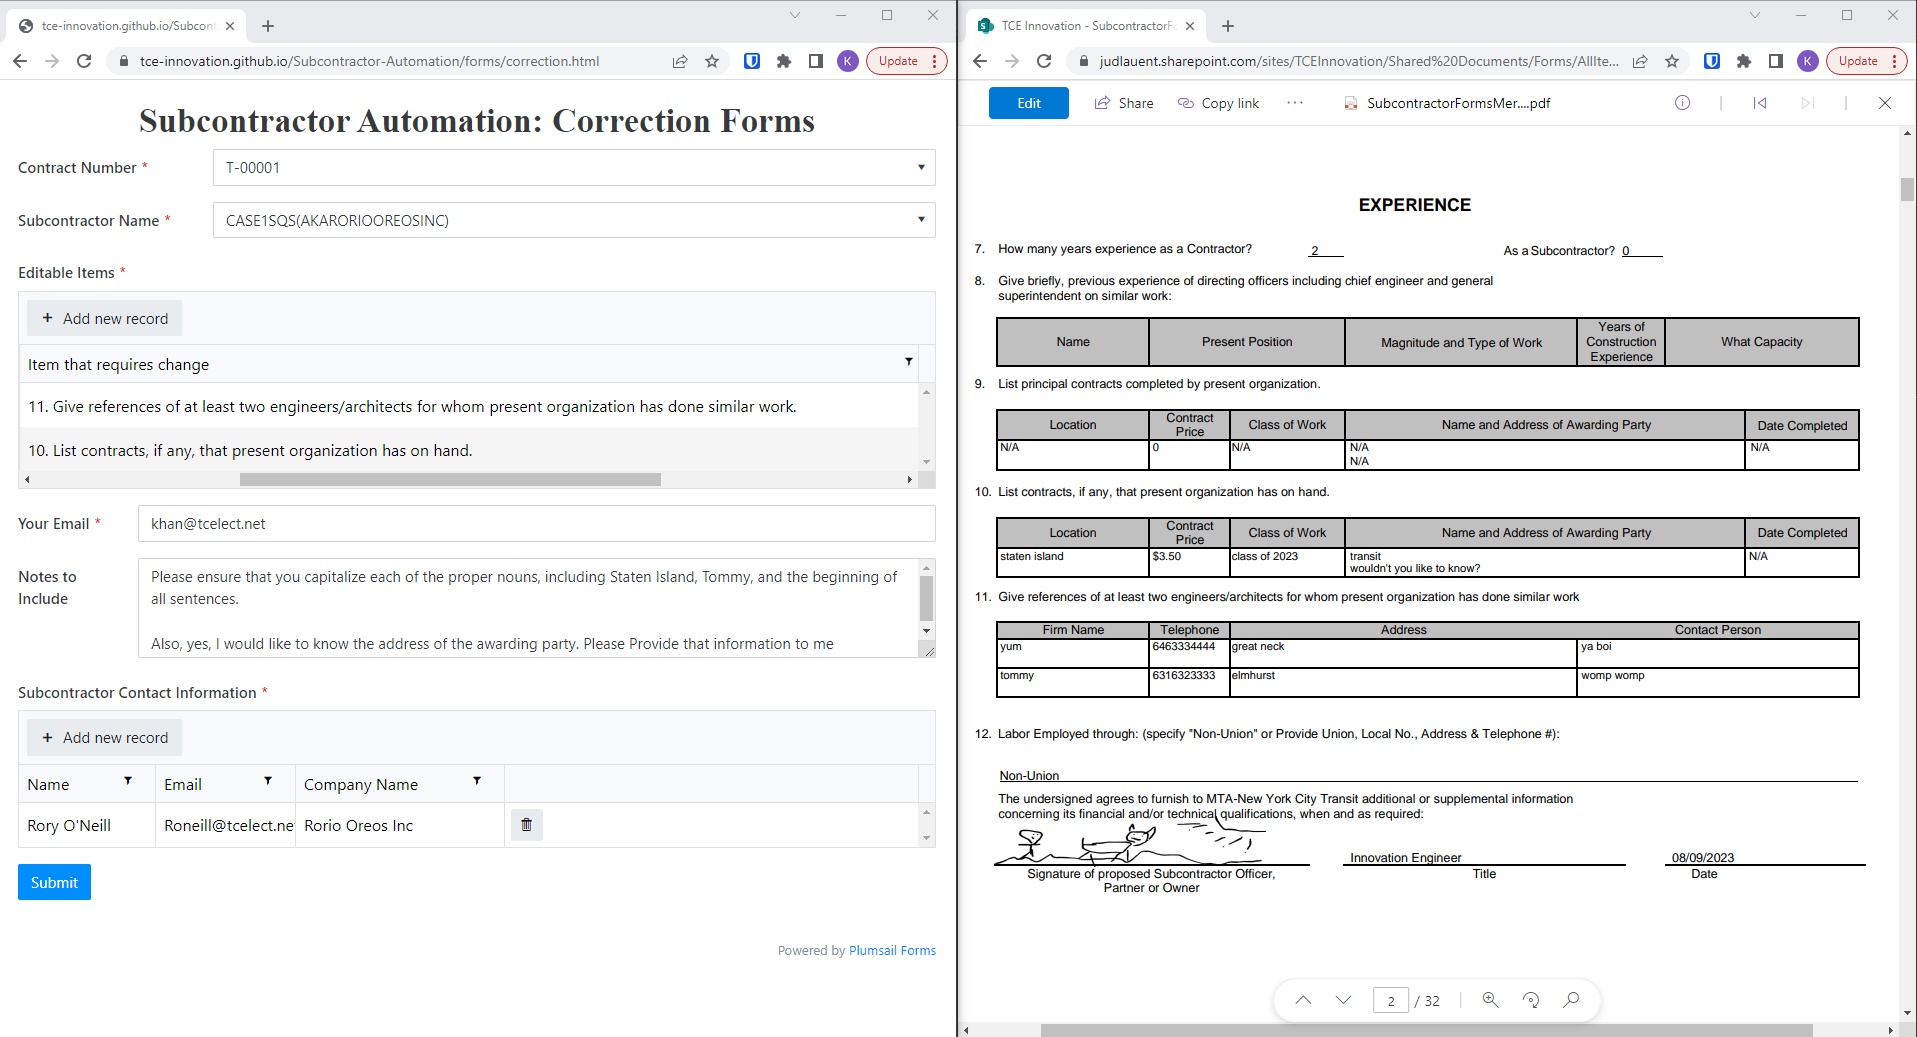 tce-innovation.github.io/Subcont
tce-innovation.github.io/Subcontractor-Automation/forms/correction.html
K
Update
Subcontractor Automation: Correction Forms
Contract Number *
T-00001
Subcontractor Name *
CASE1SQS(AKARORIOOREOSINC)
Editable Items *
+ Add new record
Item that requires change
11. Give references of at least two engineers/architects for whom present organization has done similar work.
10. List contracts, if any, that present organization has on hand.
Your Email *
khan@tcelect.net
Notes to
Include
Please ensure that you capitalize each of the proper nouns, including Staten Island, Tommy, and the beginning of
all sentences.
Also, yes, I would like to know the address of the awarding party. Please Provide that information to me
Subcontractor Contact Information *
+ Add new record
Name Email Company Name
Rory O'Neill Roneill@tcelect.ne Rorio Oreos Inc
Submit
Powered by Plumsail Forms
TCE Innovation - SubcontractorFo
judlauent.sharepoint.com/sites/TCEInnovation/Shared%20Documents/Forms/AllIte...
K
Update
Edit Share Copy link ··· SubcontractorFormsMer....pdf
EXPERIENCE
7. How many years experience as a Contractor? 2 As a Subcontractor? 0
8. Give briefly, previous experience of directing officers including chief engineer and general
superintendent on similar work:
Name Present Position Magnitude and Type of Work Years of Construction Experience What Capacity
9. List principal contracts completed by present organization.
Location Contract Price Class of Work Name and Address of Awarding Party Date Completed
N/A 0 N/A N/A N/A
N/A
10. List contracts, if any, that present organization has on hand.
Location Contract Price Class of Work Name and Address of Awarding Party Date Completed
staten island $3.50 class of 2023 transit N/A
wouldn't you like to know?
11. Give references of at least two engineers/architects for whom present organization has done similar work
Firm Name Telephone Address Contact Person
yum 6463334444 great neck ya boi
tommy 6316323333 elmhurst womp womp
12. Labor Employed through: (specify "Non-Union" or Provide Union, Local No., Address & Telephone #):
Non-Union
The undersigned agrees to furnish to MTA-New York City Transit additional or supplemental information
concerning its financial and/or technical qualifications, when and as required:
Innovation Engineer 08/09/2023
Signature of proposed Subcontractor Officer, Title Date
Partner or Owner
2 / 32